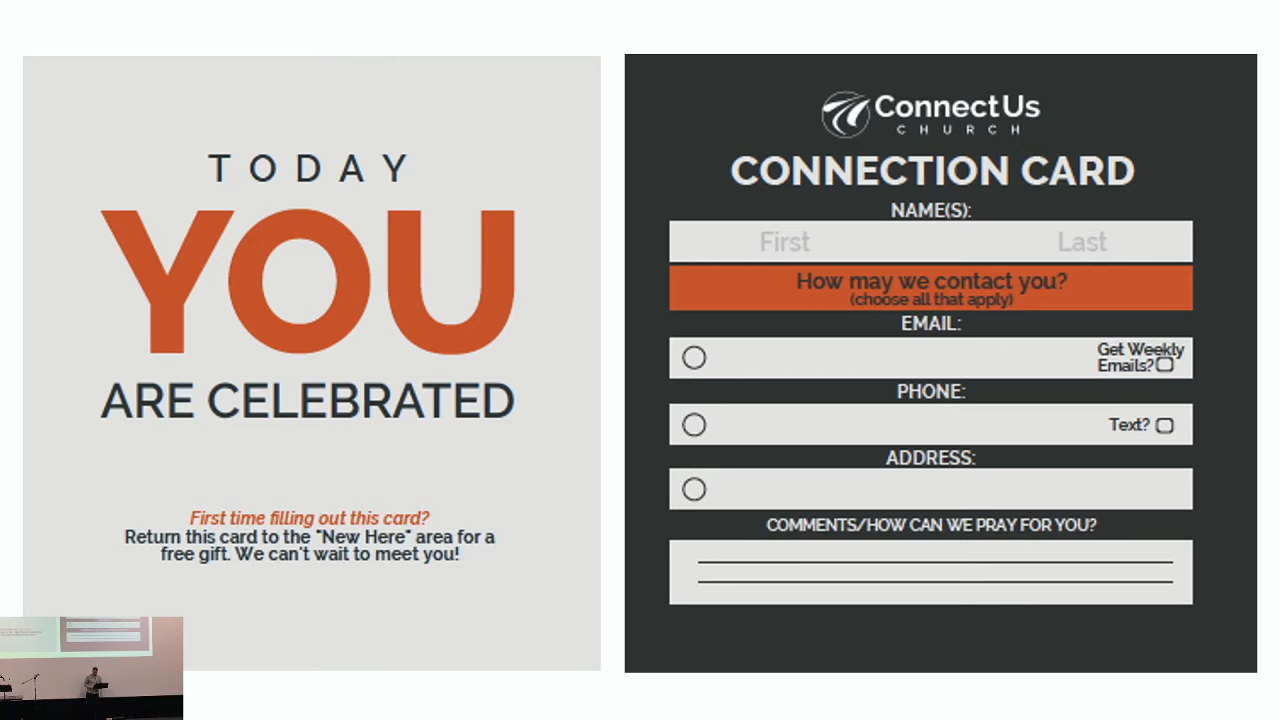 TODAY
YOU
ARE CELEBRATED
First time filling out this card?
Return this card to the "New Here" area for a
free gift. We can't wait to meet you!
ConnectUs
CHURCH
CONNECTION CARD
NAME(S):
First Last
How may we contact you?
(choose all that apply)
EMAIL:
Get Weekly
Emails?
PHONE:
Text?
ADDRESS:
COMMENTS/HOW CAN WE PRAY FOR YOU?